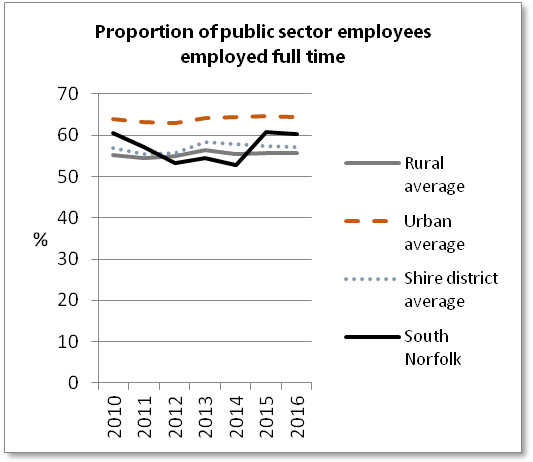 Proportion of public sector employees
employed full time
70
60
50
40
30
20
10
0
%
2010
2011
2012
2013
2014
2015
2016
Rural
average
Urban
average
Shire district
average
South
Norfolk